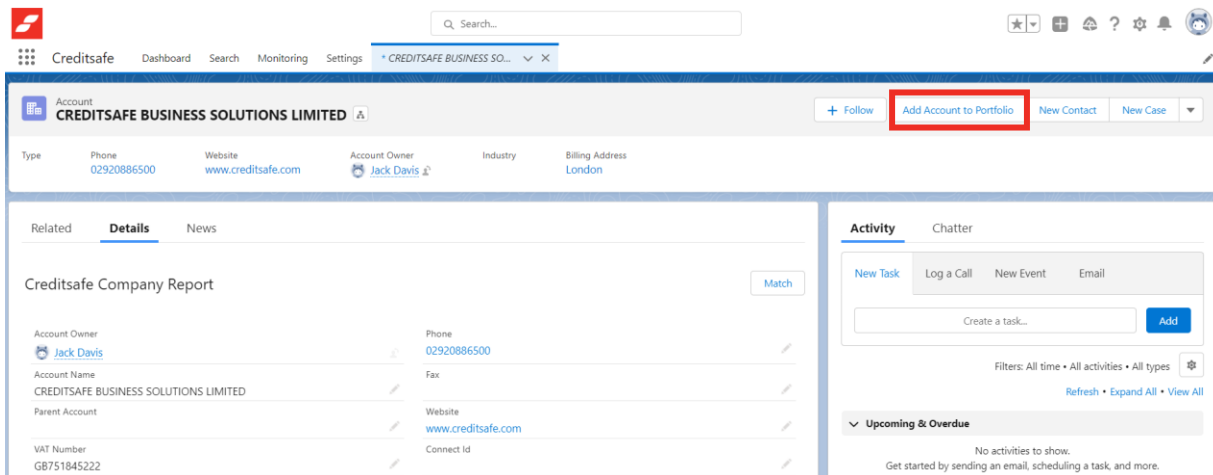 Search...
Creditsafe Dashboard Search Monitoring Settings * CREDITSAFE BUSINESS SO...
Account
CREDITSAFE BUSINESS SOLUTIONS LIMITED
+ Follow Add Account to Portfolio New Contact New Case
Type Phone Website Account Owner Industry Billing Address
02920886500 www.creditsafe.com Jack Davis London
Related Details News
Activity Chatter
Creditsafe Company Report
Match
New Task Log a Call New Event Email
Create a task... Add
Account Owner Phone
Jack Davis 02920886500
Account Name Fax
CREDITSAFE BUSINESS SOLUTIONS LIMITED
Parent Account Website
www.creditsafe.com
VAT Number Connect Id
GB751845222
Filters: All time • All activities • All types
Refresh • Expand All • View All
Upcoming & Overdue
No activities to show.
Get started by sending an email, scheduling a task, and more.